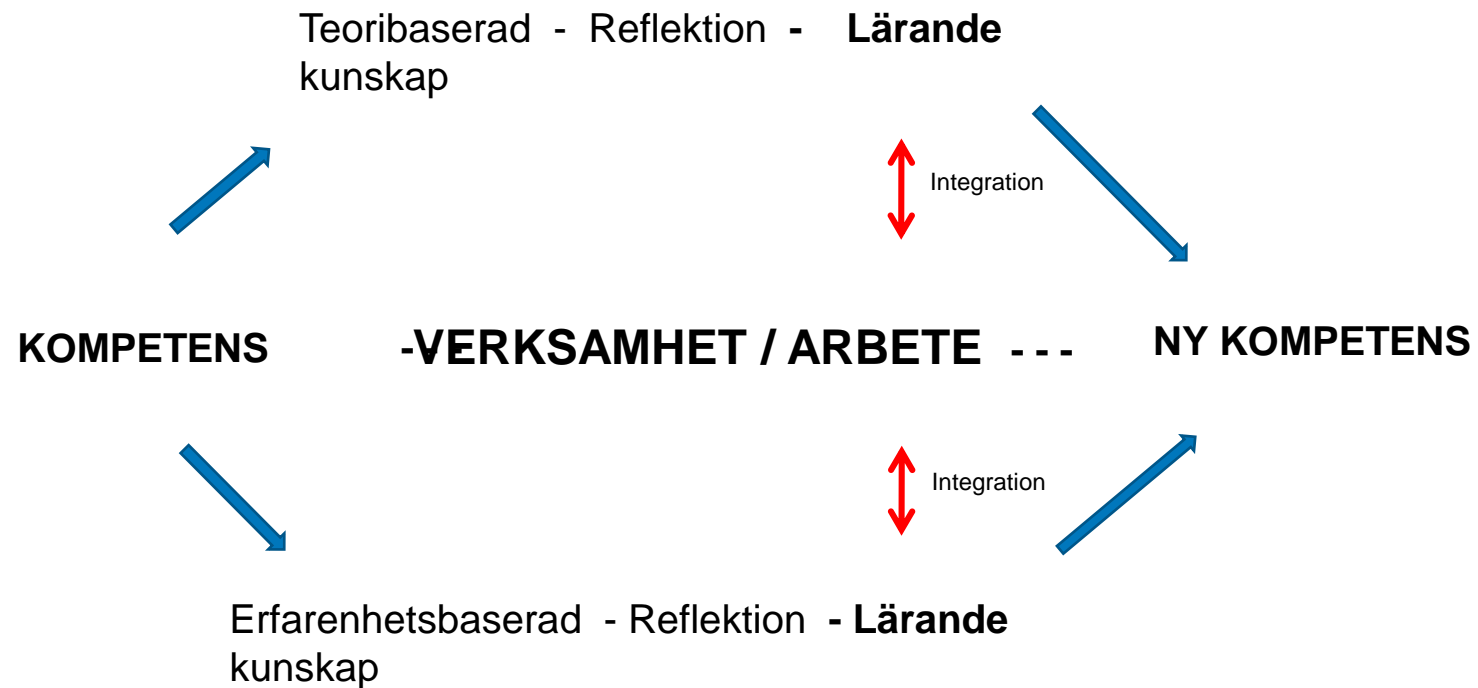 Teoribaserad - Reflektion - Lärande
kunskap
Integration
KOMPETENS - - - VERKSAMHET / ARBETE - - - NY KOMPETENS
Integration
Erfarenhetsbaserad - Reflektion - Lärande
kunskap